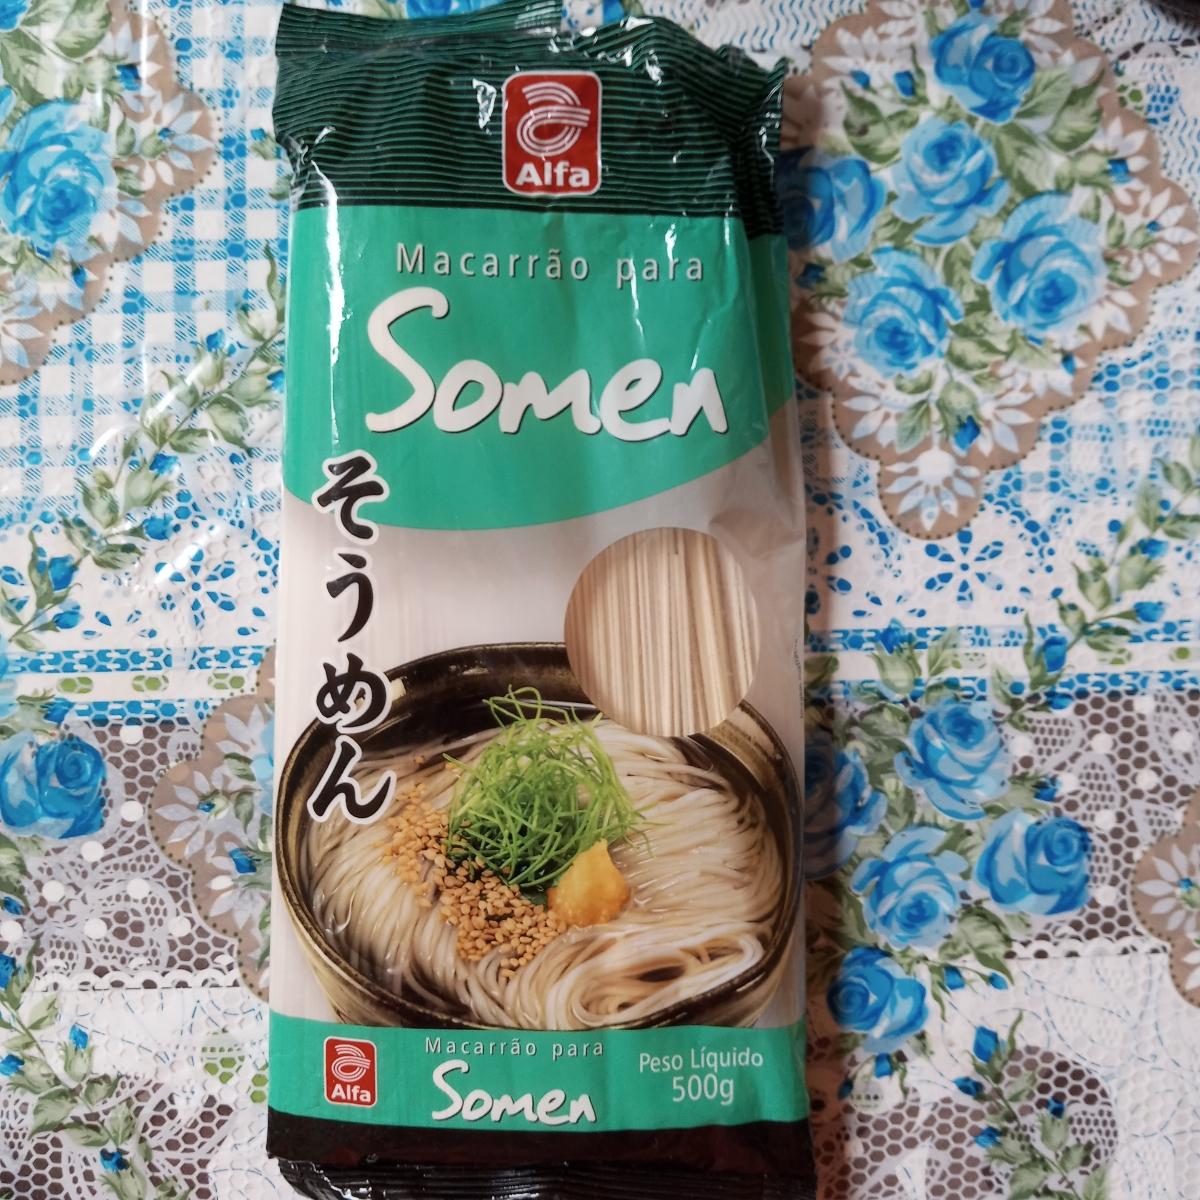 Alfa
Macarrão para
Somen
そうめん
Alfa
Macarrão para
Somen
Peso Líquido
500g